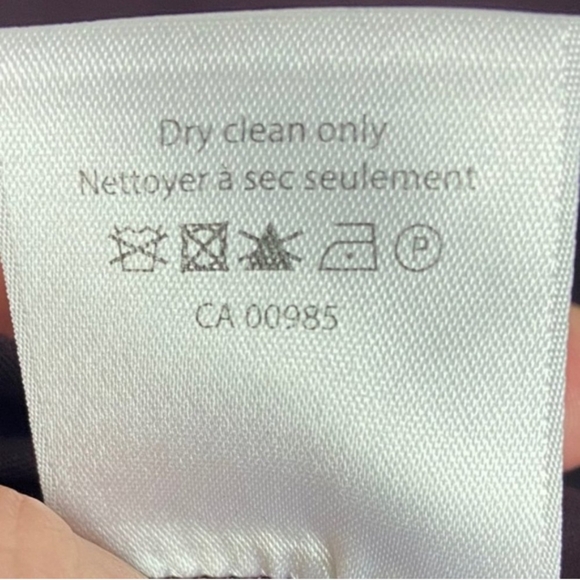 Dry clean only
Nettoyer à sec seulement
P
CA 00985